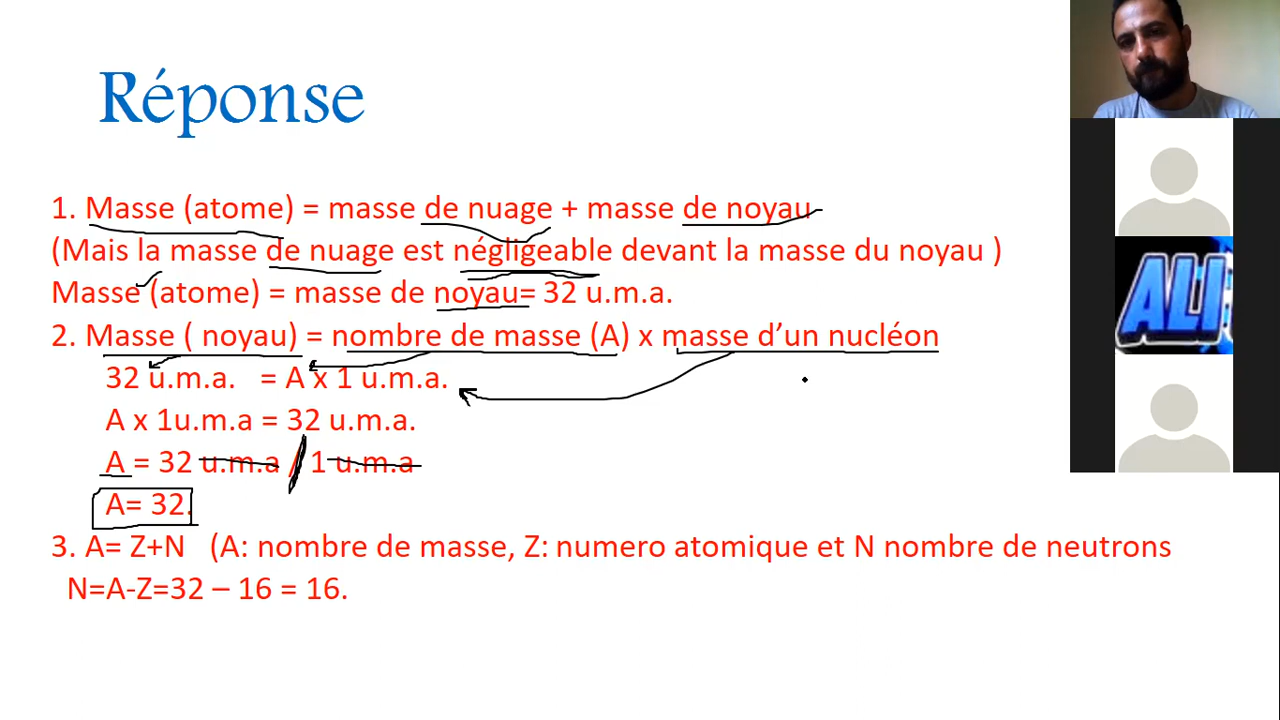 Réponse
1. Masse (atome) = masse de nuage + masse de noyau
(Mais la masse de nuage est négligeable devant la masse du noyau )
Masse (atome) = masse de noyau= 32 u.m.a.
2. Masse ( noyau) = nombre de masse (A) x masse d’un nucléon
32 u.m.a. = A x 1 u.m.a.
A x 1u.m.a = 32 u.m.a.
A = 32 u.m.a / 1 u.m.a
A= 32.
3. A= Z+N (A: nombre de masse, Z: numero atomique et N nombre de neutrons
N=A-Z=32 – 16 = 16.
ALI